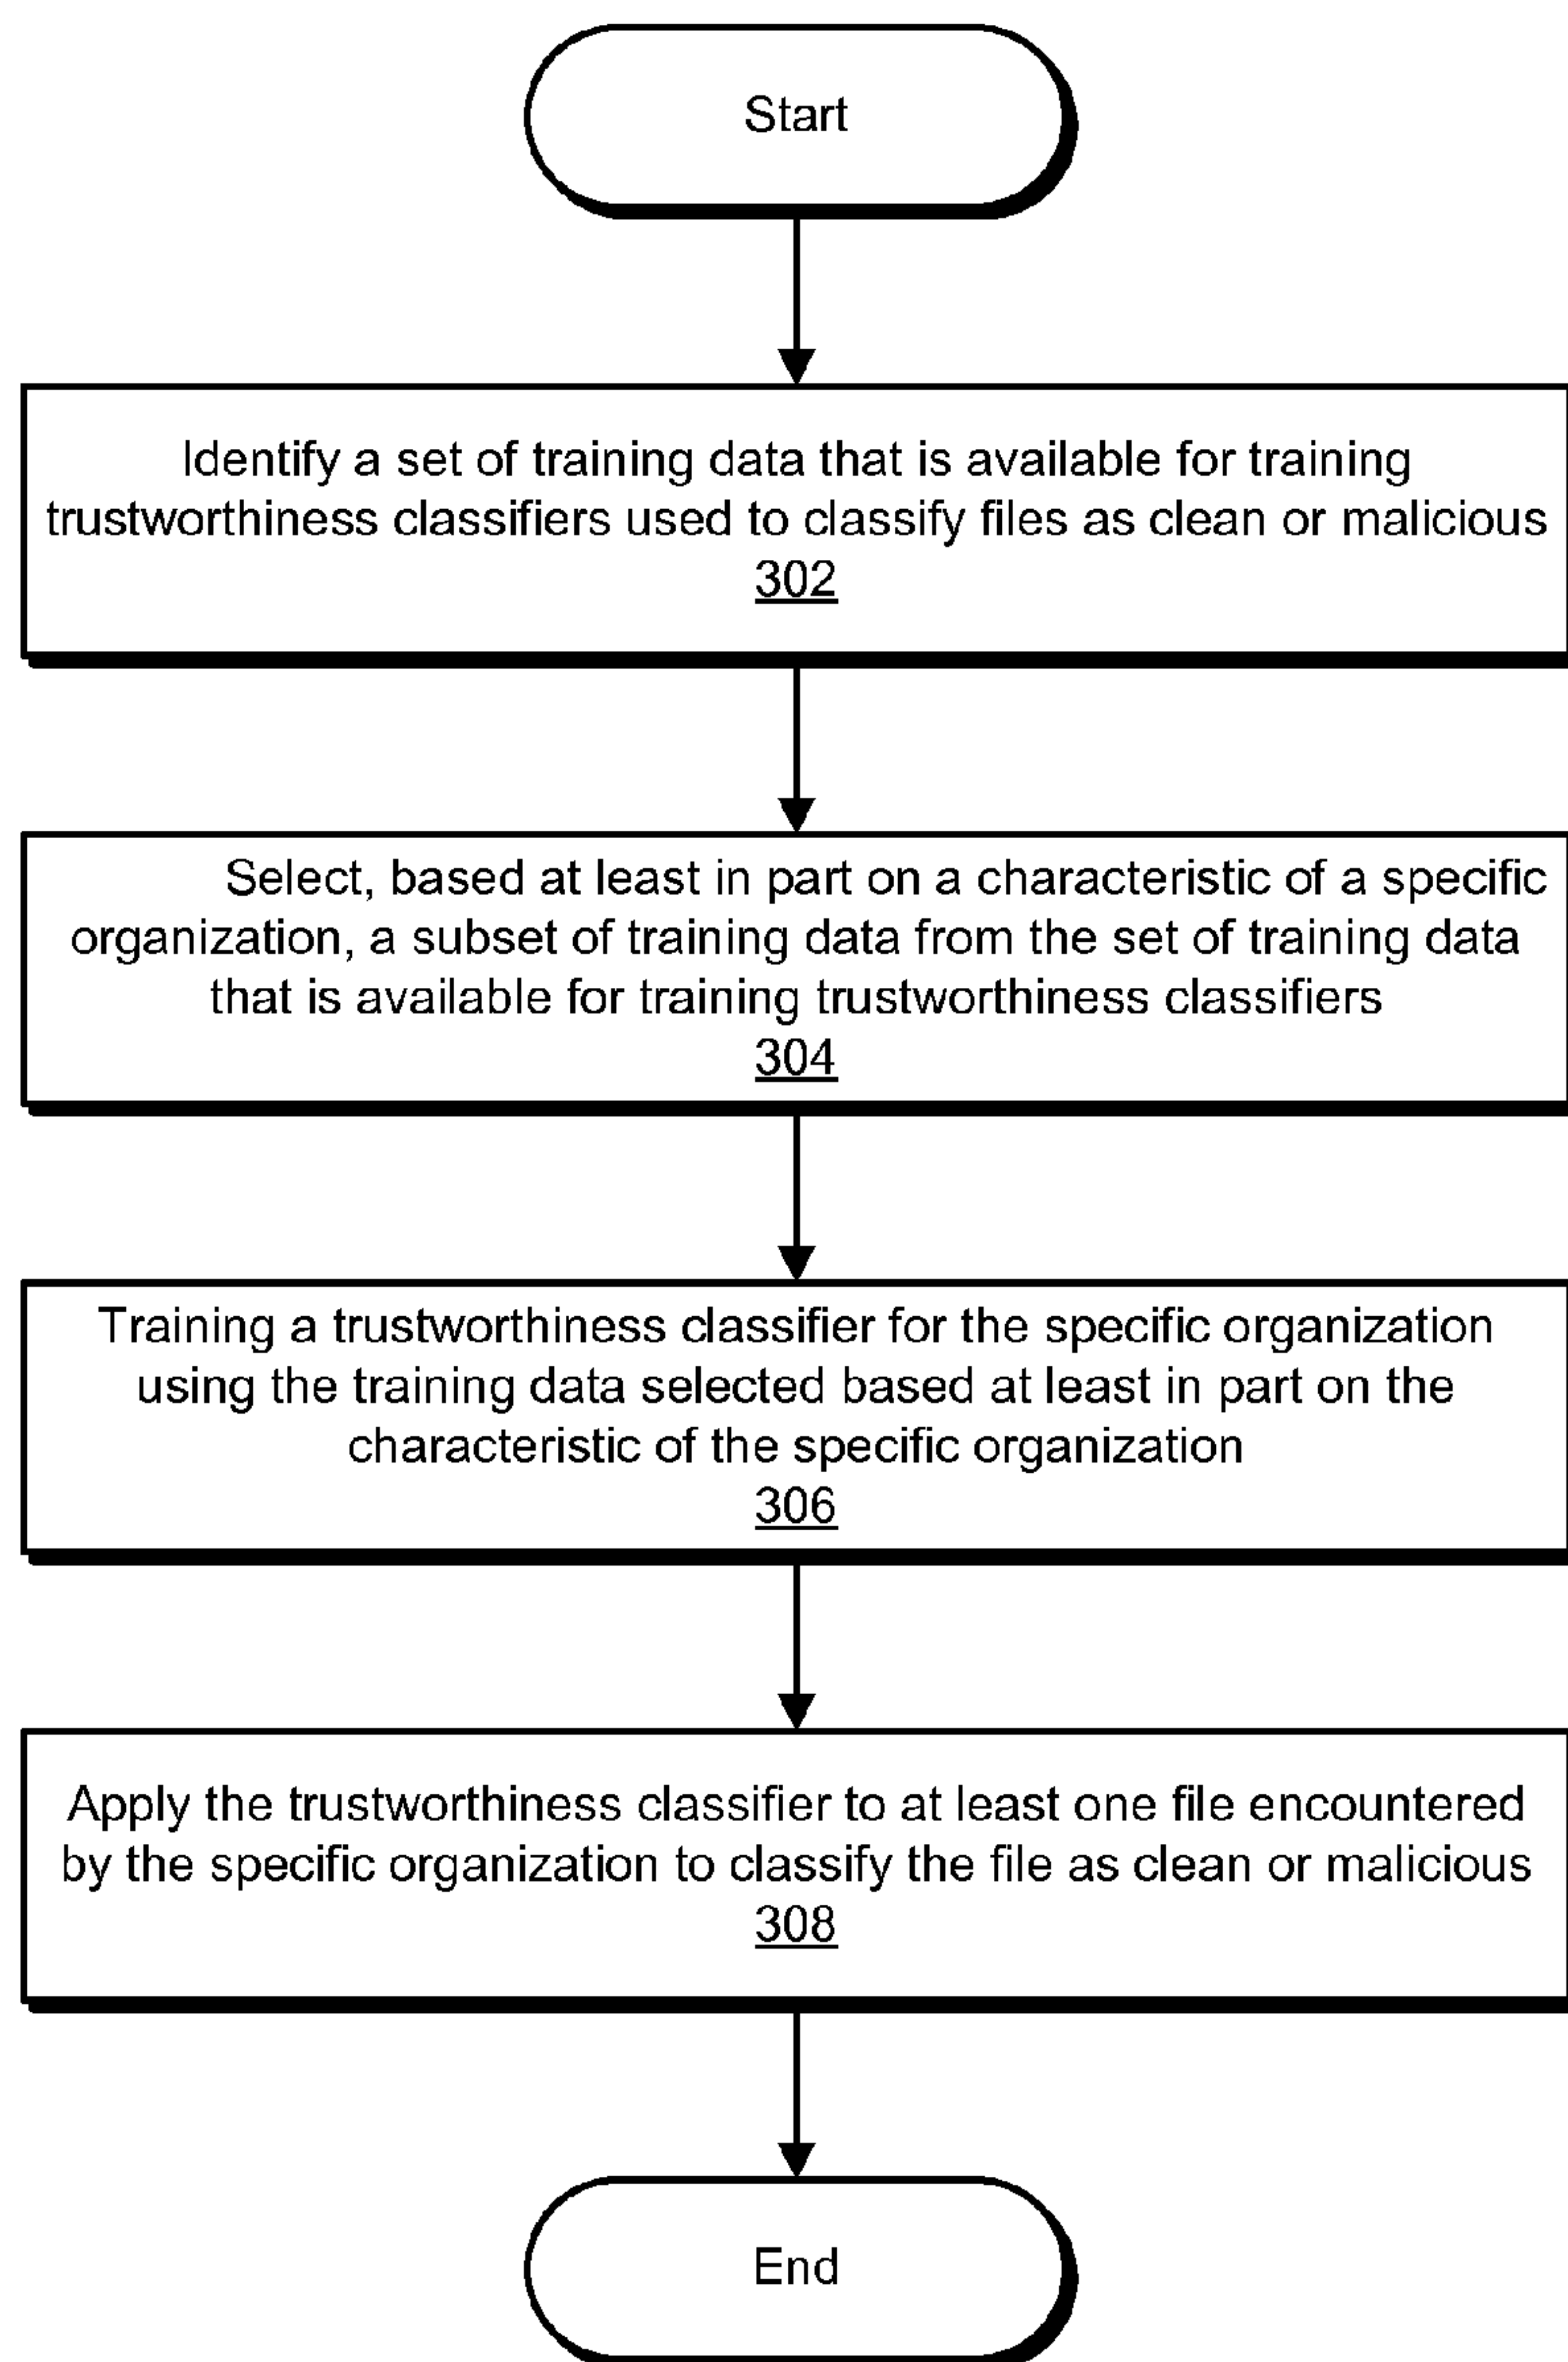 Start
Identify a set of training data that is available for training
trustworthiness classifiers used to classify files as clean or malicious
302
Select, based at least in part on a characteristic of a specific
organization, a subset of training data from the set of training data
that is available for training trustworthiness classifiers
304
Training a trustworthiness classifier for the specific organization
using the training data selected based at least in part on the
characteristic of the specific organization
306
Apply the trustworthiness classifier to at least one file encountered
by the specific organization to classify the file as clean or malicious
308
End